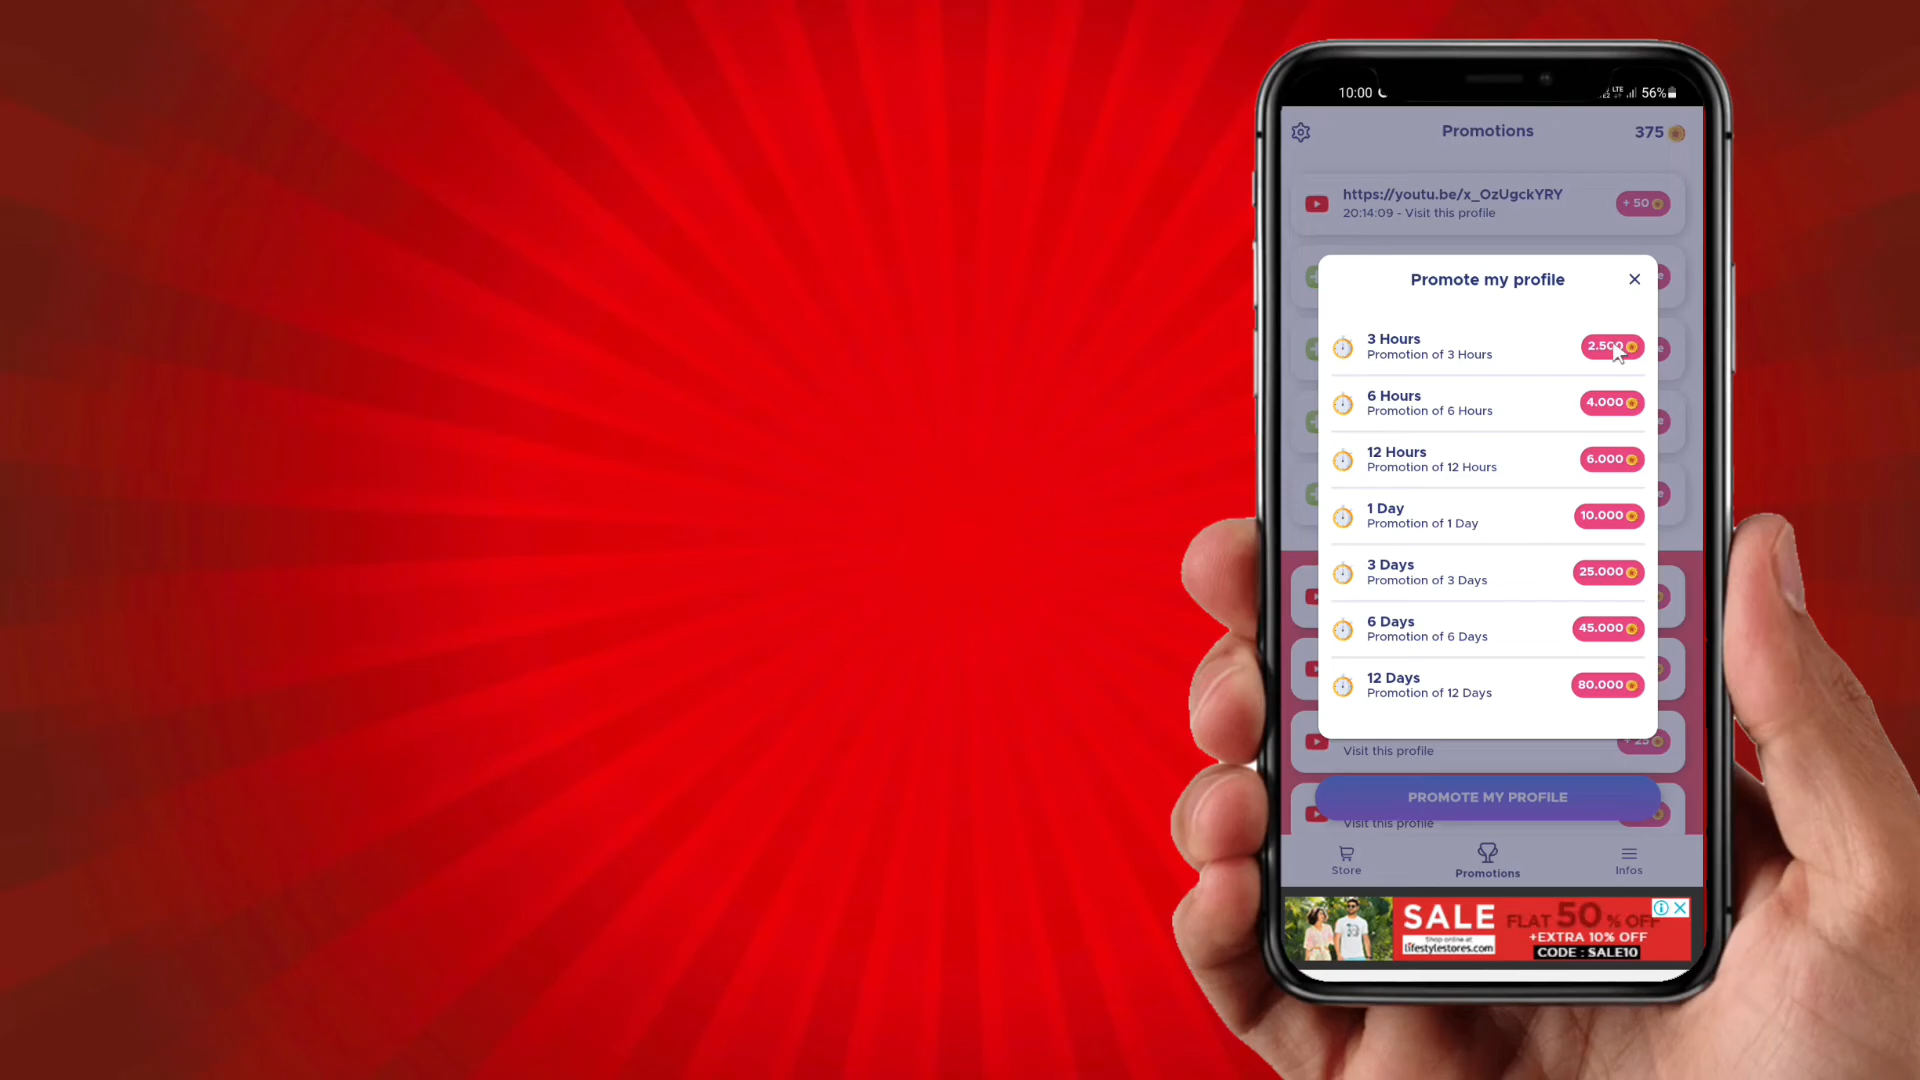 10:00
LTE
56%
Promotions
375
https://youtu.be/x_OzUgckYRY
20:14:09 - Visit this profile
+ 50
Promote my profile
3 Hours
Promotion of 3 Hours
2.500
6 Hours
Promotion of 6 Hours
4.000
12 Hours
Promotion of 12 Hours
6.000
1 Day
Promotion of 1 Day
10.000
3 Days
Promotion of 3 Days
25.000
6 Days
Promotion of 6 Days
45.000
12 Days
Promotion of 12 Days
80.000
Visit this profile
+ 25
PROMOTE MY PROFILE
Visit this profile
Store
Promotions
Infos
SALE
FLAT 50 % OFF
Shop online at
lifestylestores.com
+EXTRA 10% OFF
CODE : SALE10